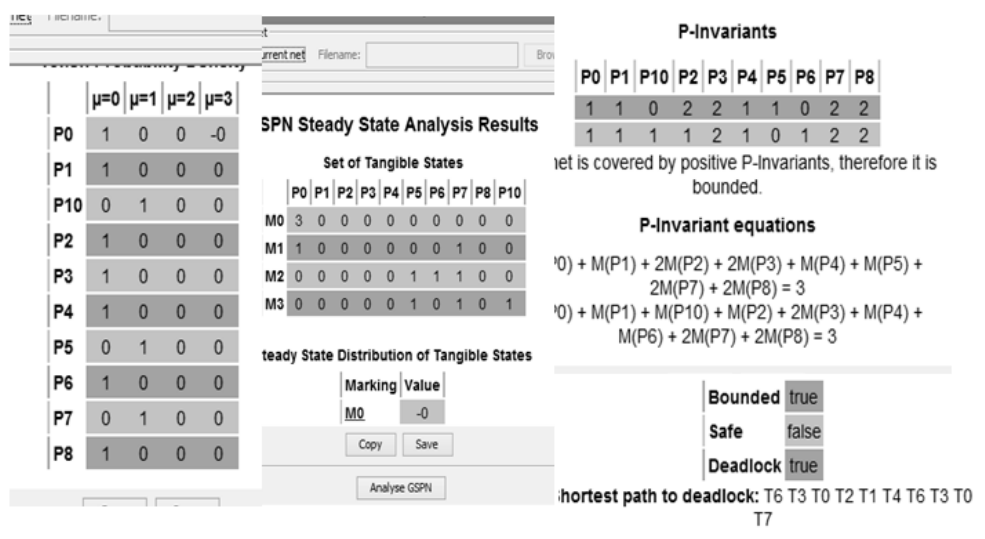 Filename:
μ=0 μ=1 μ=2 μ=3
P0 1 0 0 -0
P1 1 0 0 0
P10 0 1 0 0
P2 1 0 0 0
P3 1 0 0 0
P4 1 0 0 0
P5 0 1 0 0
P6 1 0 0 0
P7 0 1 0 0
P8 1 0 0 0
urrent net Filename: Brow
SPN Steady State Analysis Results
Set of Tangible States
P0 P1 P2 P3 P4 P5 P6 P7 P8 P10
M0 3 0 0 0 0 0 0 0 0 0
M1 1 0 0 0 0 0 0 1 0 0
M2 0 0 0 0 0 1 1 1 0 0
M3 0 0 0 0 0 1 0 1 0 1
teady State Distribution of Tangible States
Marking Value
M0 -0
Copy Save
Analyse GSPN
P-Invariants
P0 P1 P10 P2 P3 P4 P5 P6 P7 P8
1 1 0 2 2 1 1 0 2 2
1 1 1 1 2 1 0 1 2 2
net is covered by positive P-Invariants, therefore it is
bounded.
P-Invariant equations
0) + M(P1) + 2M(P2) + 2M(P3) + M(P4) + M(P5) +
2M(P7) + 2M(P8) = 3
0) + M(P1) + M(P10) + M(P2) + 2M(P3) + M(P4) +
M(P6) + 2M(P7) + 2M(P8) = 3
Bounded true
Safe false
Deadlock true
hortest path to deadlock: T6 T3 T0 T2 T1 T4 T6 T3 T0
T7